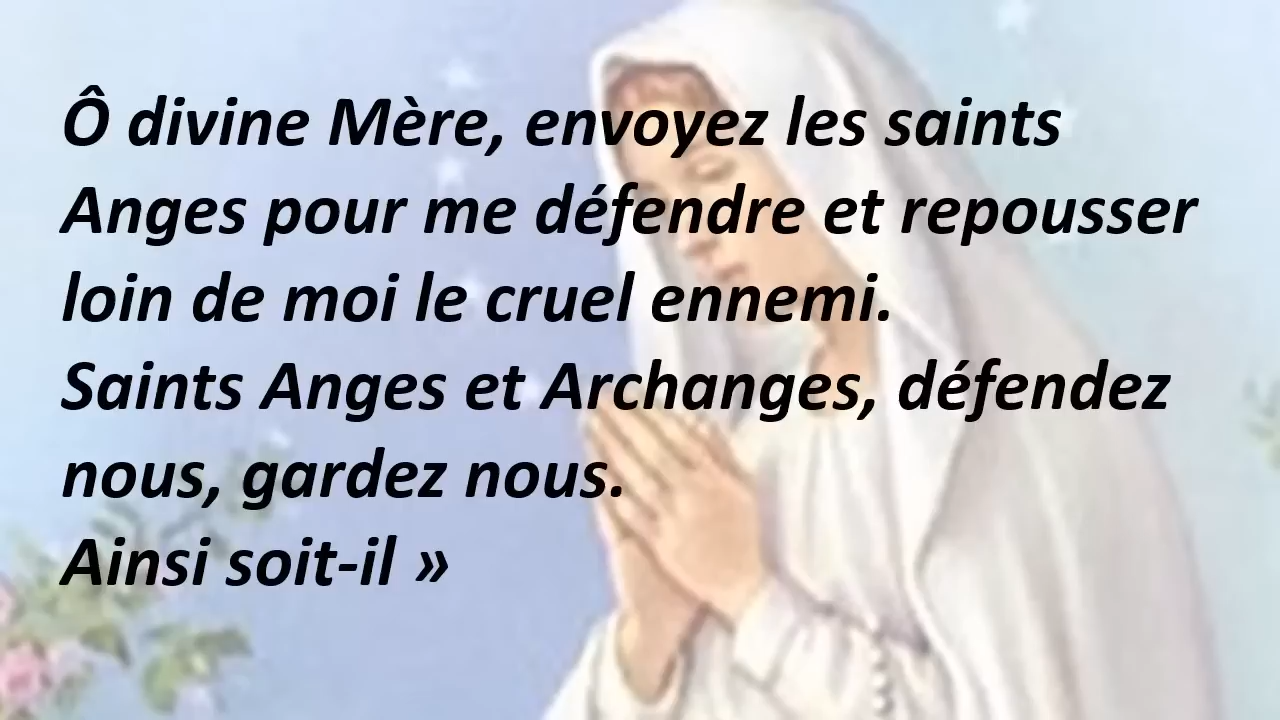 Ô divine Mère, envoyez les saints
Anges pour me défendre et repousser
loin de moi le cruel ennemi.
Saints Anges et Archanges, défendez
nous, gardez nous.
Ainsi soit-il »